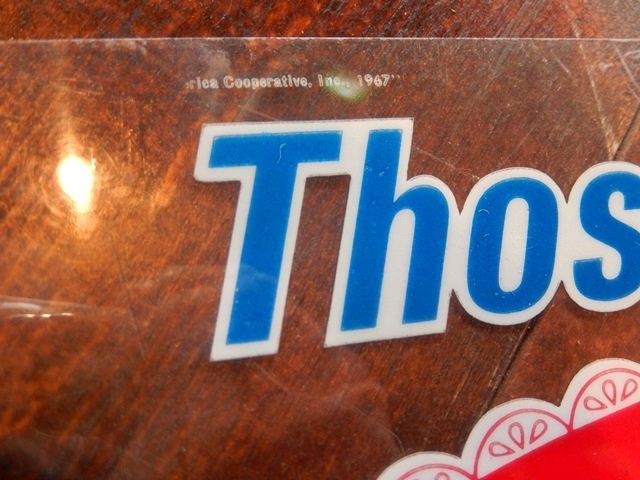 rica Cooperative, Inc., 1967"
Thos